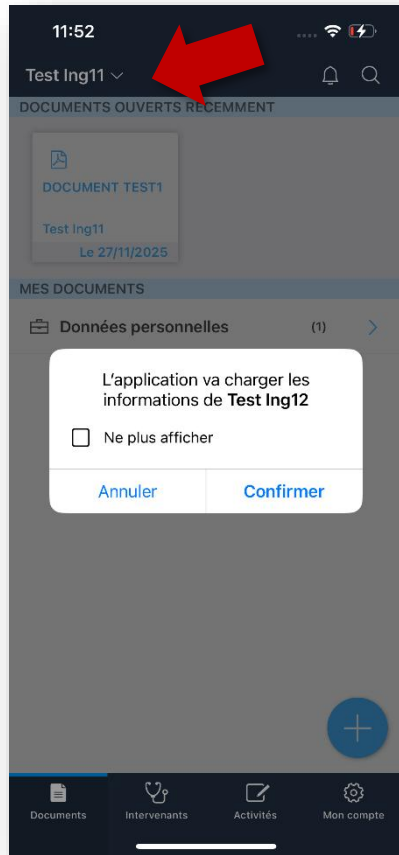 11:52
Test Ing11
DOCUMENTS OUVERTS RÉCEMMENT
DOCUMENT TEST1
Test Ing11
Le 27/11/2025
MES DOCUMENTS
Données personnelles (1)
L'application va charger les
informations de Test Ing12
Ne plus afficher
Annuler Confirmer
Documents Intervenants Activités Mon compte